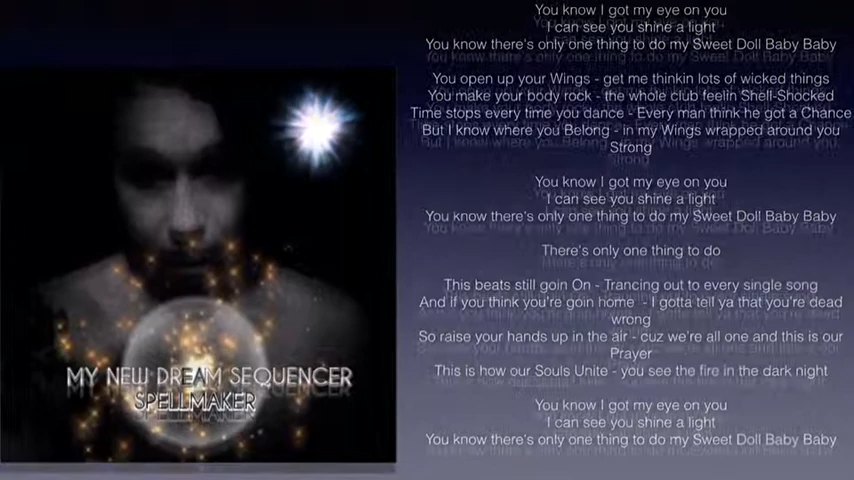 MY NEW DREAM SEQUENCER
SPELLMAKER
You know I got my eye on you
I can see you shine a light
You know there's only one thing to do my Sweet Doll Baby Baby
You open up your Wings - get me thinkin lots of wicked things
You make your body rock - the whole club feelin Shell-Shocked
Time stops every time you dance - Every man think he got a Chance
But I know where you Belong - in my Wings wrapped around you
Strong
You know I got my eye on you
I can see you shine a light
You know there's only one thing to do my Sweet Doll Baby Baby
There's only one thing to do
This beats still goin On - Trancing out to every single song
And if you think you're goin home - I gotta tell ya that you're dead
wrong
So raise your hands up in the air - cuz we're all one and this is our
Prayer
This is how our Souls Unite - you see the fire in the dark night
You know I got my eye on you
I can see you shine a light
You know there's only one thing to do my Sweet Doll Baby Baby